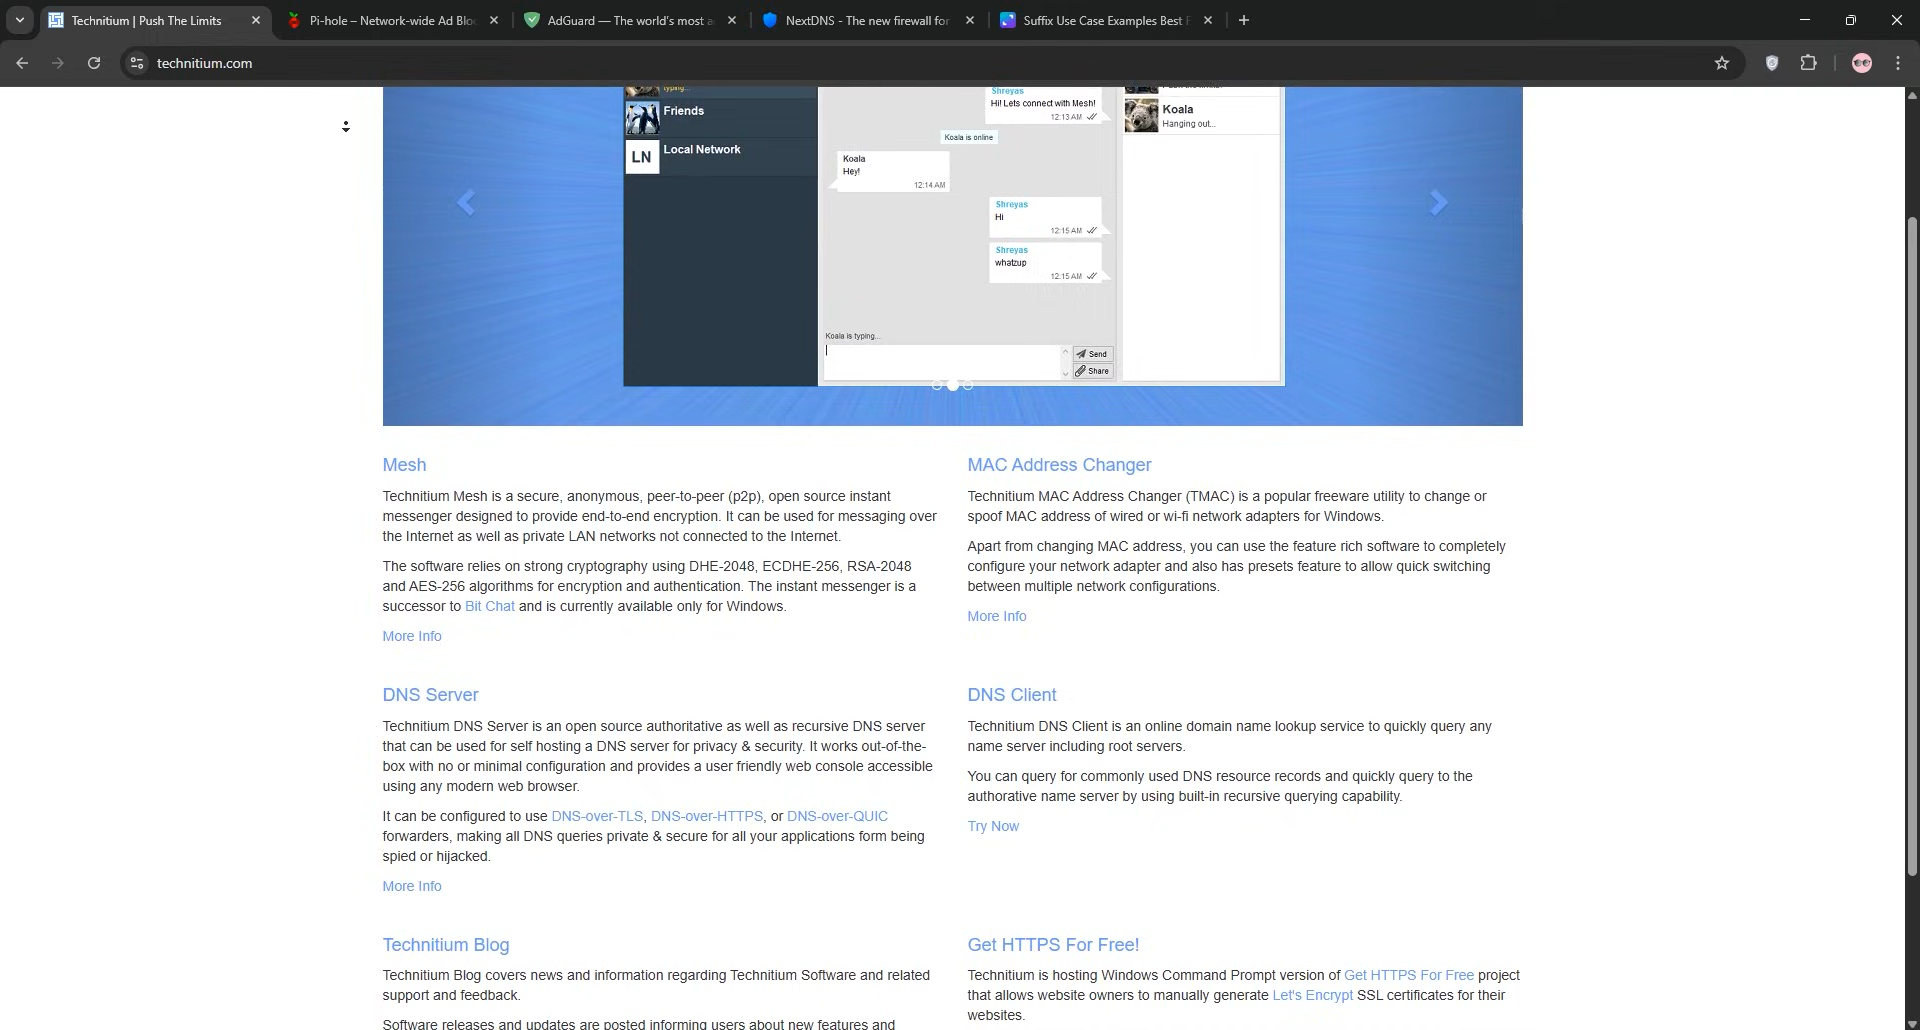 Technitium | Push The Limits
Pi-hole – Network-wide Ad Bloc
AdGuard — The world's most a
NextDNS - The new firewall for
Suffix Use Case Examples Best F
technitium.com
typing...
Friends
LN
Local Network
Shreyas
Hi! Lets connect with Mesh!
12:13 AM
Koala is online
Koala
Hey!
12:14 AM
Shreyas
Hi
12:15 AM
Shreyas
whatzup
12:15 AM
Koala is typing...
Send
Share
Koala
Hanging out...
Mesh
Technitium Mesh is a secure, anonymous, peer-to-peer (p2p), open source instant
messenger designed to provide end-to-end encryption. It can be used for messaging over
the Internet as well as private LAN networks not connected to the Internet.
The software relies on strong cryptography using DHE-2048, ECDHE-256, RSA-2048
and AES-256 algorithms for encryption and authentication. The instant messenger is a
successor to Bit Chat and is currently available only for Windows.
More Info
MAC Address Changer
Technitium MAC Address Changer (TMAC) is a popular freeware utility to change or
spoof MAC address of wired or wi-fi network adapters for Windows.
Apart from changing MAC address, you can use the feature rich software to completely
configure your network adapter and also has presets feature to allow quick switching
between multiple network configurations.
More Info
DNS Server
Technitium DNS Server is an open source authoritative as well as recursive DNS server
that can be used for self hosting a DNS server for privacy & security. It works out-of-the-
box with no or minimal configuration and provides a user friendly web console accessible
using any modern web browser.
It can be configured to use DNS-over-TLS, DNS-over-HTTPS, or DNS-over-QUIC
forwarders, making all DNS queries private & secure for all your applications form being
spied or hijacked.
More Info
DNS Client
Technitium DNS Client is an online domain name lookup service to quickly query any
name server including root servers.
You can query for commonly used DNS resource records and quickly query to the
authorative name server by using built-in recursive querying capability.
Try Now
Technitium Blog
Technitium Blog covers news and information regarding Technitium Software and related
support and feedback.
Software releases and updates are posted informing users about new features and
Get HTTPS For Free!
Technitium is hosting Windows Command Prompt version of Get HTTPS For Free project
that allows website owners to manually generate Let's Encrypt SSL certificates for their
websites.